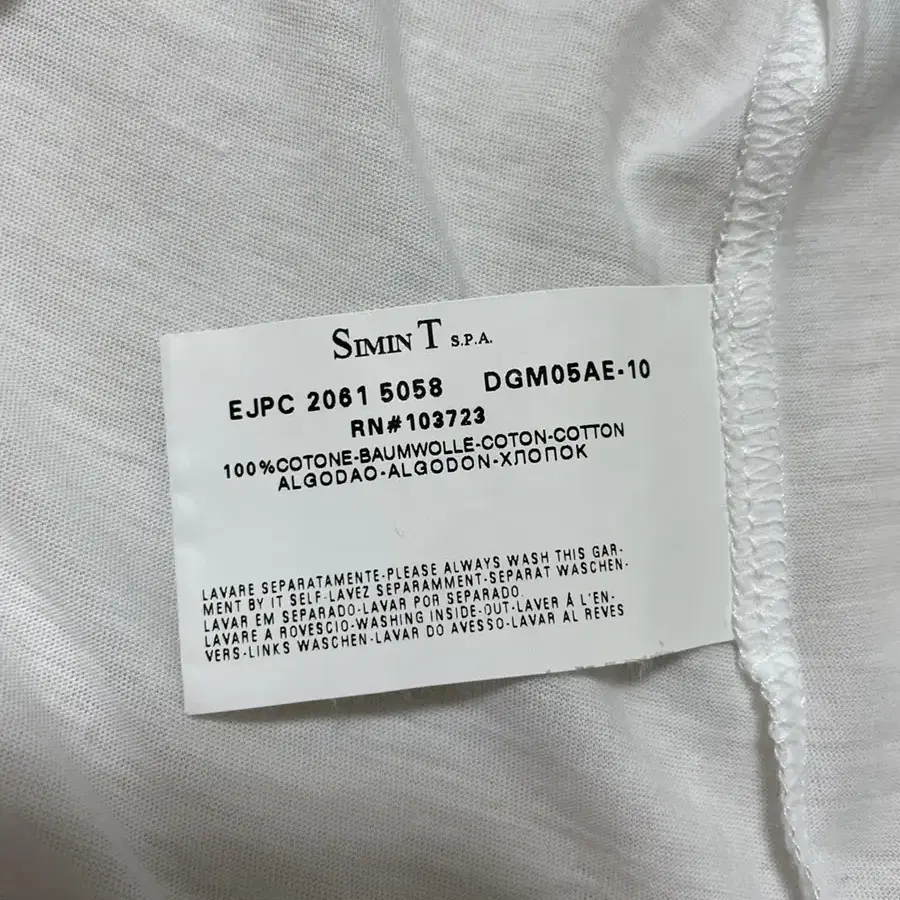 SIMIN T S.P.A.
EJPC 2061 5058 DGM05AE-10
RN#103723
100%COTONE-BAUMWOLLE-COTON-COTTON
ALGODAO-ALGODON-ХЛОПОК
LAVARE SEPARATAMENTE-PLEASE ALWAYS WASH THIS GAR-
MENT BY IT SELF-LAVEZ SEPARAMMENT-SEPARAT WASCHEN-
LAVAR EM SEPARADO-LAVAR POR SEPARADO
LAVARE A ROVESCIO-WASHING INSIDE-OUT-LAVER Á L'EN-
VERS-LINKS WASCHEN-LAVAR DO AVESSO-LAVAR AL REVES